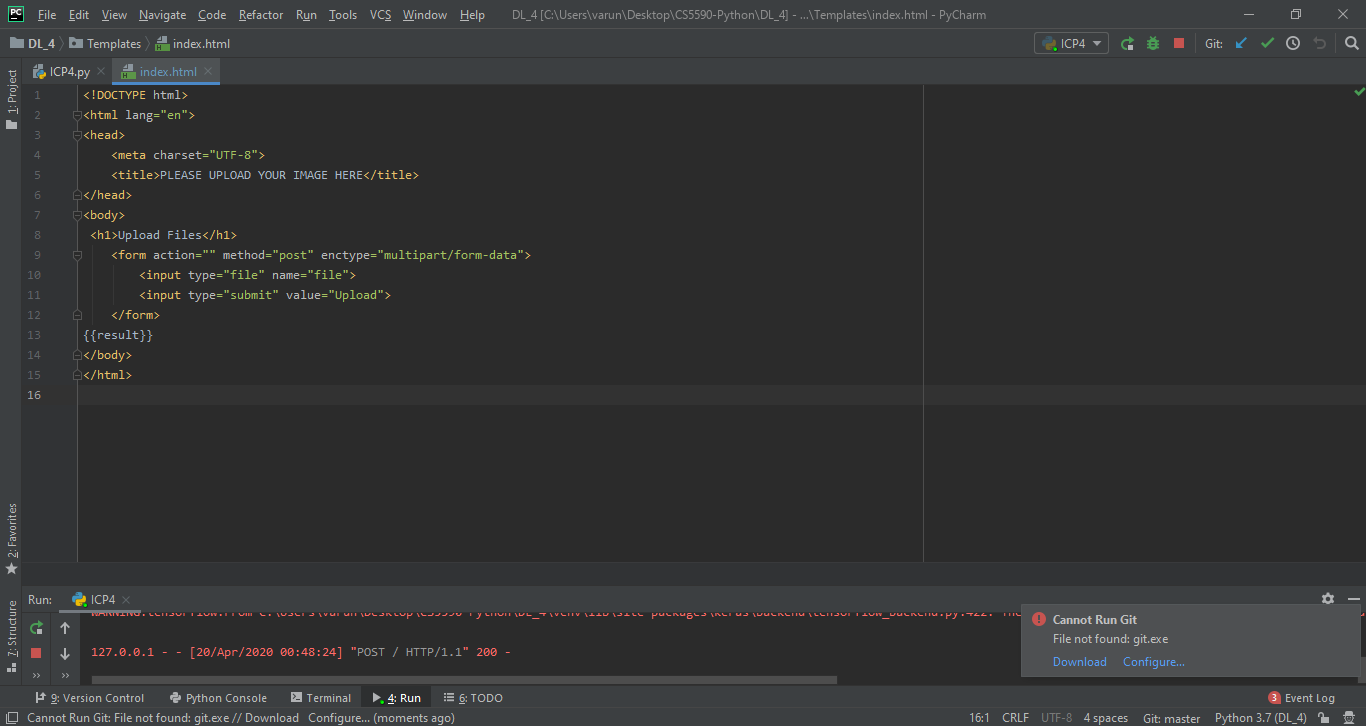 PC File Edit View Navigate Code Refactor Run Tools VCS Window Help DL_4 [C:\Users\varun\Desktop\CS5590-Python\DL_4] - ...\Templates\index.html - PyCharm
DL_4 Templates index.html ICP4 Git:
ICP4.py index.html
1: Project
1 <!DOCTYPE html>
2 <html lang="en">
3 <head>
4 <meta charset="UTF-8">
5 <title>PLEASE UPLOAD YOUR IMAGE HERE</title>
6 </head>
7 <body>
8 <h1>Upload Files</h1>
9 <form action="" method="post" enctype="multipart/form-data">
10 <input type="file" name="file">
11 <input type="submit" value="Upload">
12 </form>
13 {{result}}
14 </body>
15 </html>
16
2: Favorites
7: Structure
Run: ICP4
127.0.0.1 - - [20/Apr/2020 00:48:24] "POST / HTTP/1.1" 200 -
Cannot Run Git
File not found: git.exe
Download Configure...
9: Version Control Python Console Terminal 4: Run 6: TODO 3 Event Log
Cannot Run Git: File not found: git.exe // Download Configure... (moments ago) 16:1 CRLF UTF-8 4 spaces Git: master Python 3.7 (DL_4)